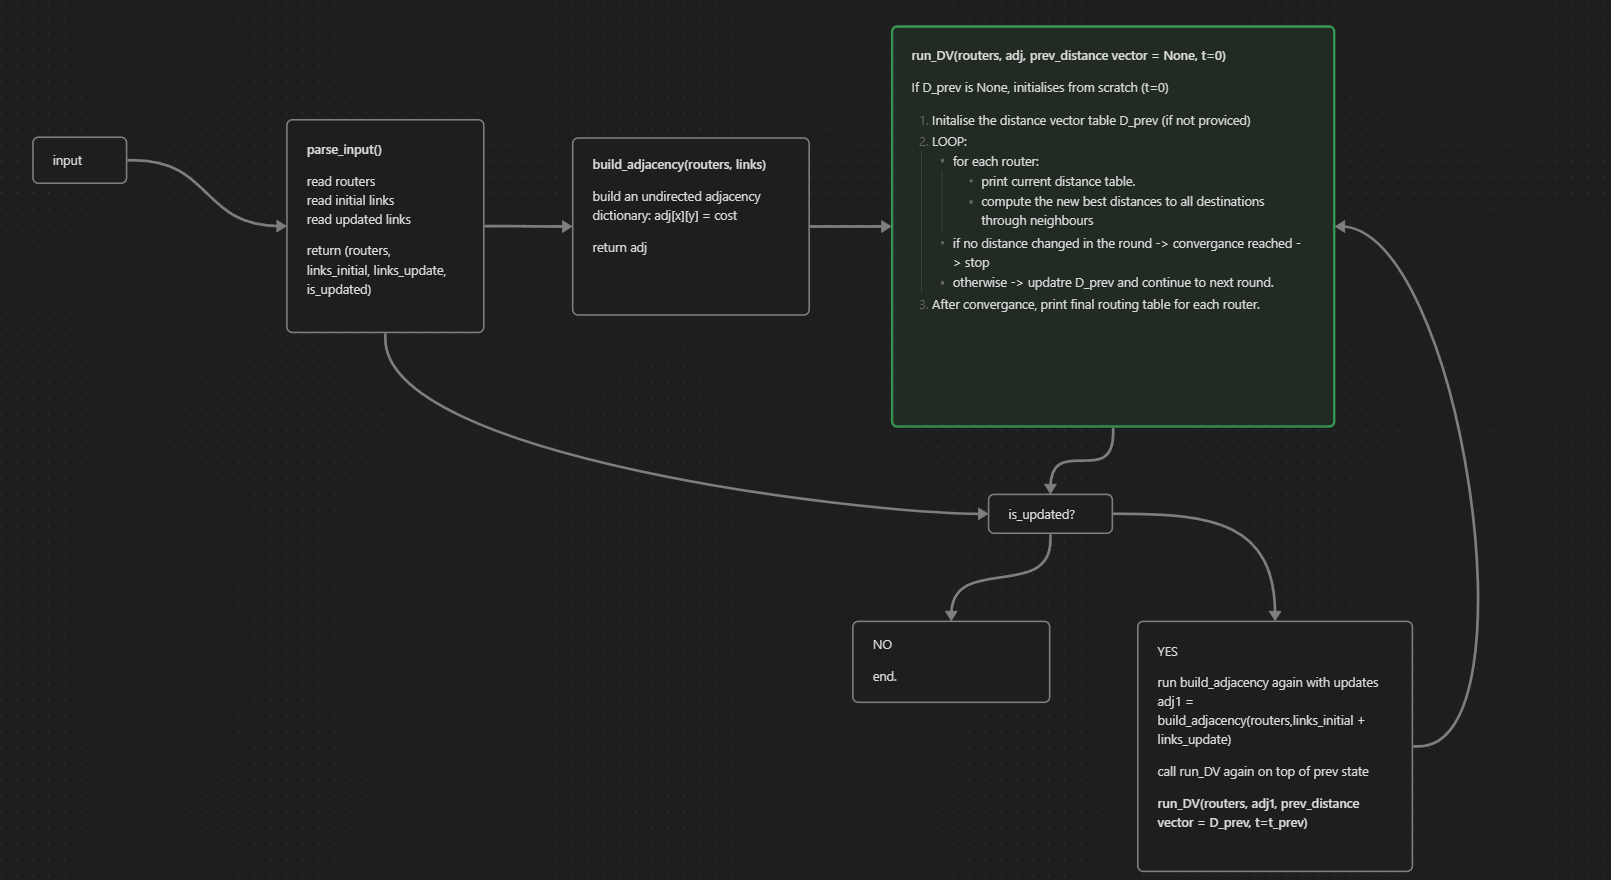 input
parse_input()
read routers
read initial links
read updated links
return (routers,
links_initial, links_update,
is_updated)
build_adjacency(routers, links)
build an undirected adjacency
dictionary: adj[x][y] = cost
return adj
run_DV(routers, adj, prev_distance vector = None, t=0)
If D_prev is None, initialises from scratch (t=0)
1. Initalise the distance vector table D_prev (if not proviced)
2. LOOP:
• for each router:
• print current distance table.
• compute the new best distances to all destinations
through neighbours
• if no distance changed in the round -> convergance reached -
> stop
• otherwise -> updatre D_prev and continue to next round.
3. After convergance, print final routing table for each router.
is_updated?
NO
end.
YES
run build_adjacency again with updates
adj1 =
build_adjacency(routers,links_initial +
links_update)
call run_DV again on top of prev state
run_DV(routers, adj1, prev_distance
vector = D_prev, t=t_prev)